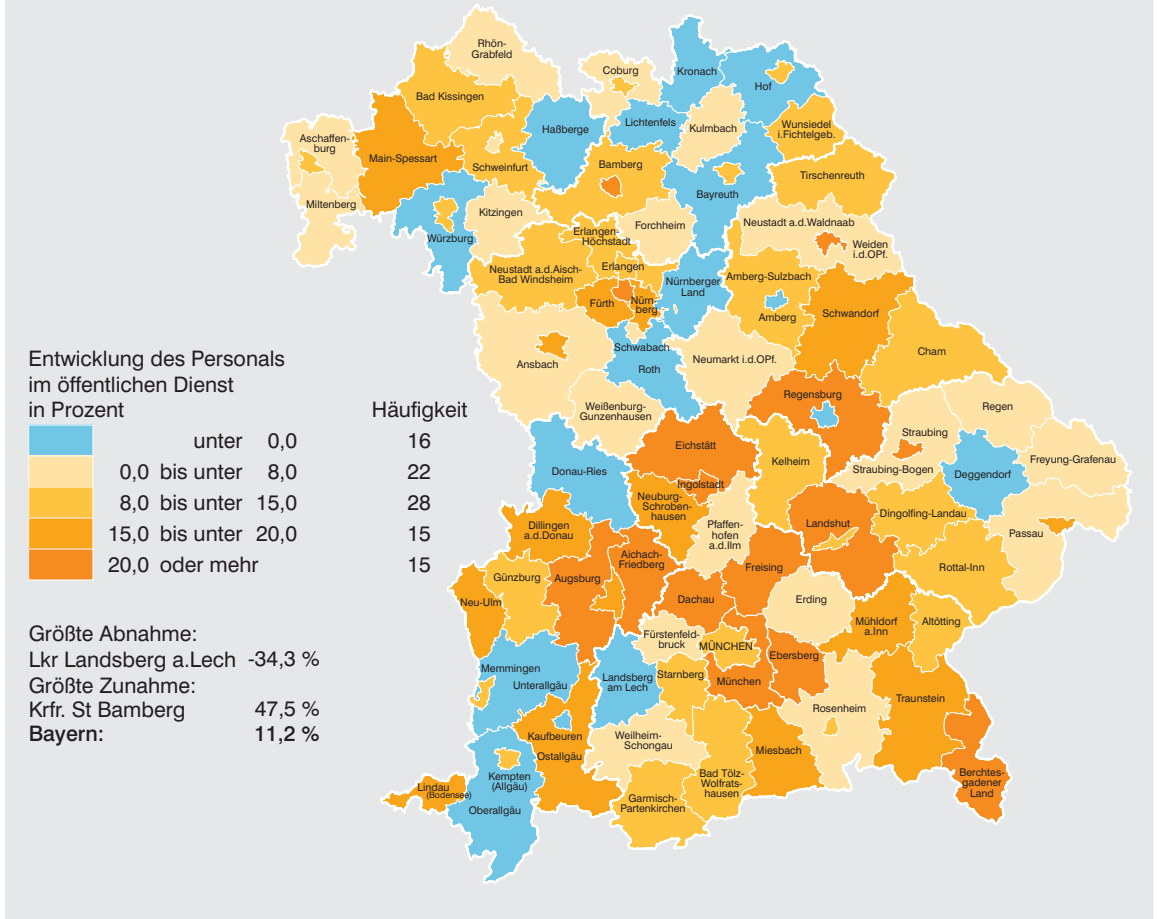 Rhön-
Grabfeld
Coburg
Kronach
Hof
Bad Kissingen
Haßberge
Lichtenfels
Kulmbach
Wunsiedel
i.Fichtelgeb.
Aschaffen-
burg
Main-Spessart
Schweinfurt
Bamberg
Bayreuth
Tirschenreuth
Miltenberg
Würzburg
Kitzingen
Forchheim
Neustadt a.d.Waldnaab
Weiden
i.d.OPf.
Erlangen-
Höchstadt
Erlangen
Neustadt a.d.Aisch-
Bad Windsheim
Fürth
Nürn-
berg
Nürnberger
Land
Amberg-Sulzbach
Amberg
Schwandorf
Cham
Ansbach
Schwabach
Roth
Neumarkt i.d.OPf.
Weißenburg-
Gunzenhausen
Regensburg
Regen
Straubing
Straubing-Bogen
Deggendorf
Freyung-Grafenau
Donau-Ries
Eichstätt
Ingolstadt
Kelheim
Neuburg-
Schroben-
hausen
Pfaffen-
hofen
a.d.Ilm
Landshut
Dingolfing-Landau
Passau
Rottal-Inn
Dillingen
a.d.Donau
Aichach-
Friedberg
Augsburg
Günzburg
Neu-Ulm
Freising
Dachau
Erding
Mühldorf
a.Inn
Altötting
Fürstenfeld-
bruck
MÜNCHEN
München
Ebersberg
Starnberg
Landsberg
am Lech
Memmingen
Unterallgäu
Kaufbeuren
Ostallgäu
Weilheim-
Schongau
Bad Tölz-
Wolfrats-
hausen
Miesbach
Rosenheim
Traunstein
Berchtes-
gadener
Land
Garmisch-
Partenkirchen
Kempten
(Allgäu)
Oberallgäu
Lindau
(Bodensee)
Entwicklung des Personals
im öffentlichen Dienst
in Prozent Häufigkeit
unter 0,0 16
0,0 bis unter 8,0 22
8,0 bis unter 15,0 28
15,0 bis unter 20,0 15
20,0 oder mehr 15
Größte Abnahme:
Lkr Landsberg a.Lech -34,3 %
Größte Zunahme:
Krfr. St Bamberg 47,5 %
Bayern: 11,2 %